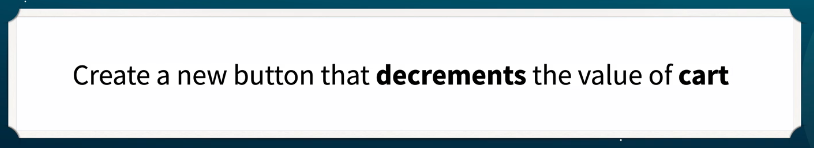 Create a new button that decrements the value of cart